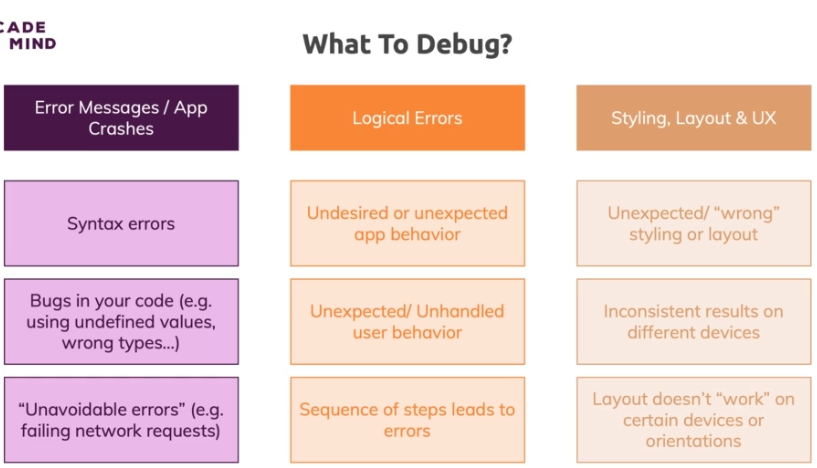 CADE
MIND
What To Debug?
Error Messages / App
Crashes
Logical Errors
Styling, Layout & UX
Syntax errors
Undesired or unexpected
app behavior
Unexpected/ “wrong”
styling or layout
Bugs in your code (e.g.
using undefined values,
wrong types...)
Unexpected/ Unhandled
user behavior
Inconsistent results on
different devices
“Unavoidable errors” (e.g.
failing network requests)
Sequence of steps leads to
errors
Layout doesn’t “work” on
certain devices or
orientations